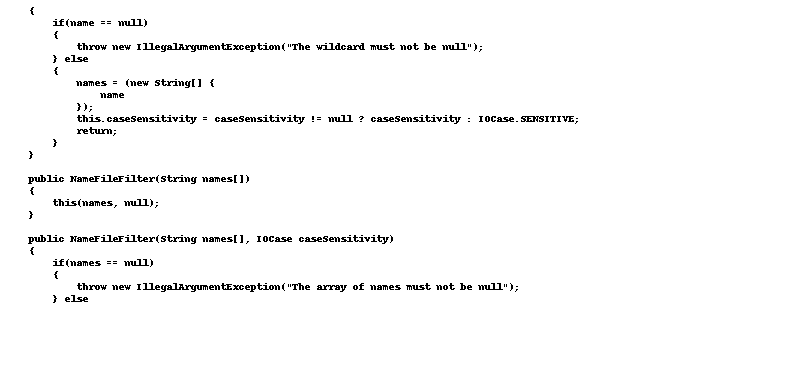 {
if(name == null)
{
throw new IllegalArgumentException("The wildcard must not be null");
} else
{
names = (new String[] {
name
});
this.caseSensitivity = caseSensitivity != null ? caseSensitivity : IOCase.SENSITIVE;
return;
}
}
public NameFileFilter(String names[])
{
this(names, null);
}
public NameFileFilter(String names[], IOCase caseSensitivity)
{
if(names == null)
{
throw new IllegalArgumentException("The array of names must not be null");
} else